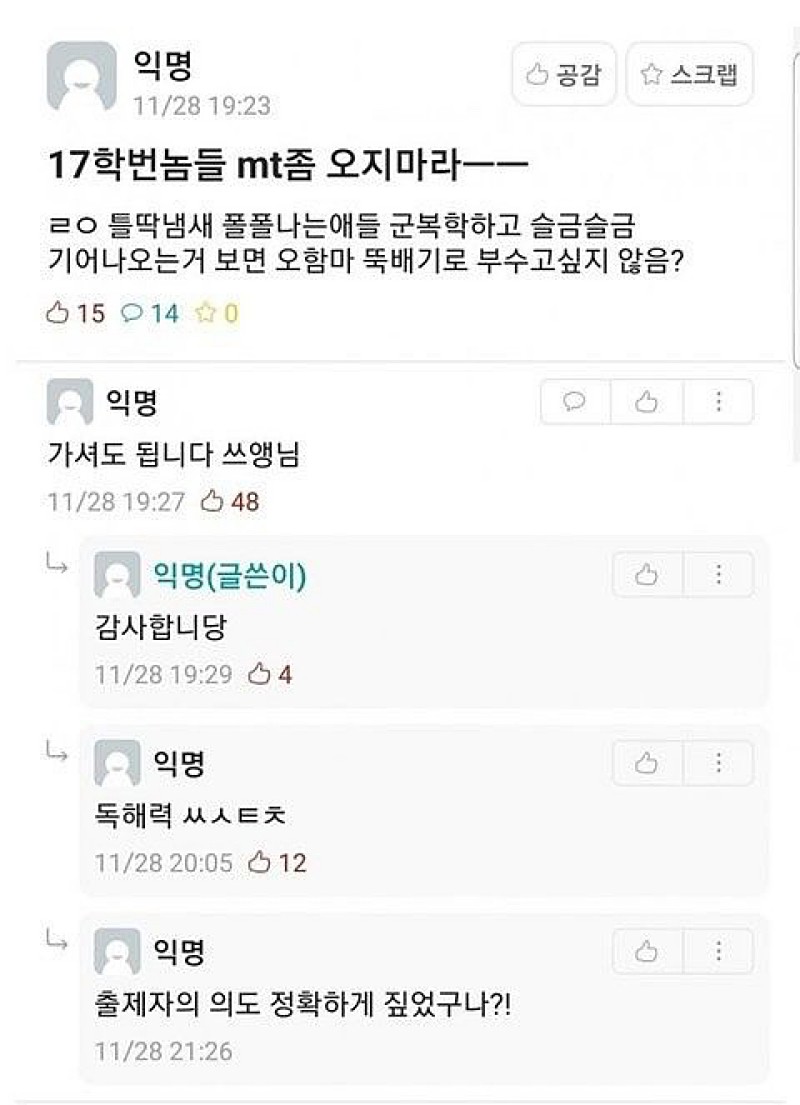 익명
11/28 19:23
공감
스크랩
17학번놈들 mt좀 오지마라ㅡㅡ
ㄹㅇ 틀딱냄새 폴폴나는애들 군복학하고 슬금슬금
기어나오는거 보면 오함마 뚝배기로 부수고싶지 않음?
15 14 0
익명
가셔도 됩니다 쓰앵님
11/28 19:27 48
익명(글쓴이)
감사합니당
11/28 19:29 4
익명
독해력 ㅆㅅㅌㅊ
11/28 20:05 12
익명
출제자의 의도 정확하게 짚었구나?!
11/28 21:26